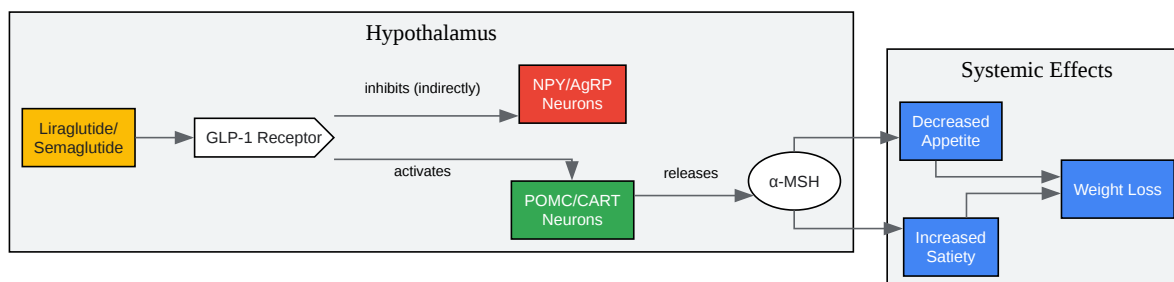 Hypothalamus
Systemic Effects
Liraglutide/
Semaglutide
GLP-1 Receptor
inhibits (indirectly)
activates
NPY/AgRP
Neurons
POMC/CART
Neurons
releases
α-MSH
Decreased
Appetite
Increased
Satiety
Weight Loss